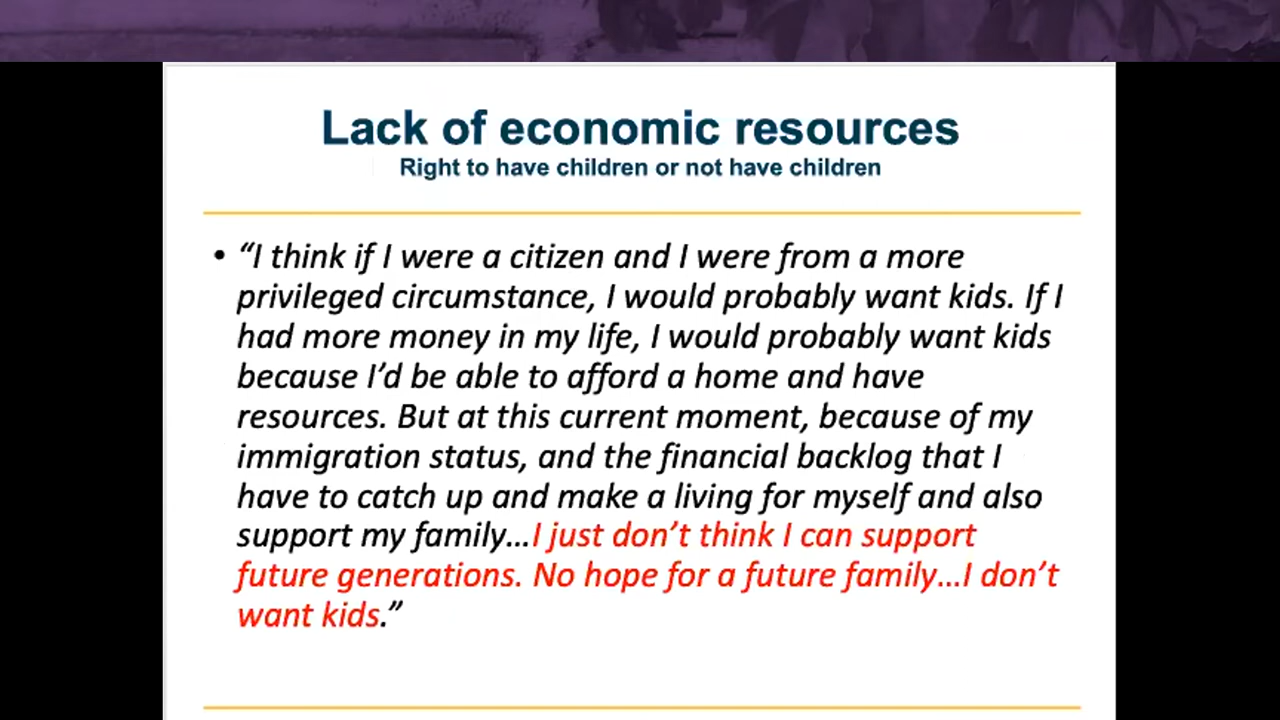 Lack of economic resources
Right to have children or not have children
• “I think if I were a citizen and I were from a more
privileged circumstance, I would probably want kids. If I
had more money in my life, I would probably want kids
because I’d be able to afford a home and have
resources. But at this current moment, because of my
immigration status, and the financial backlog that I
have to catch up and make a living for myself and also
support my family…I just don’t think I can support
future generations. No hope for a future family…I don’t
want kids.”